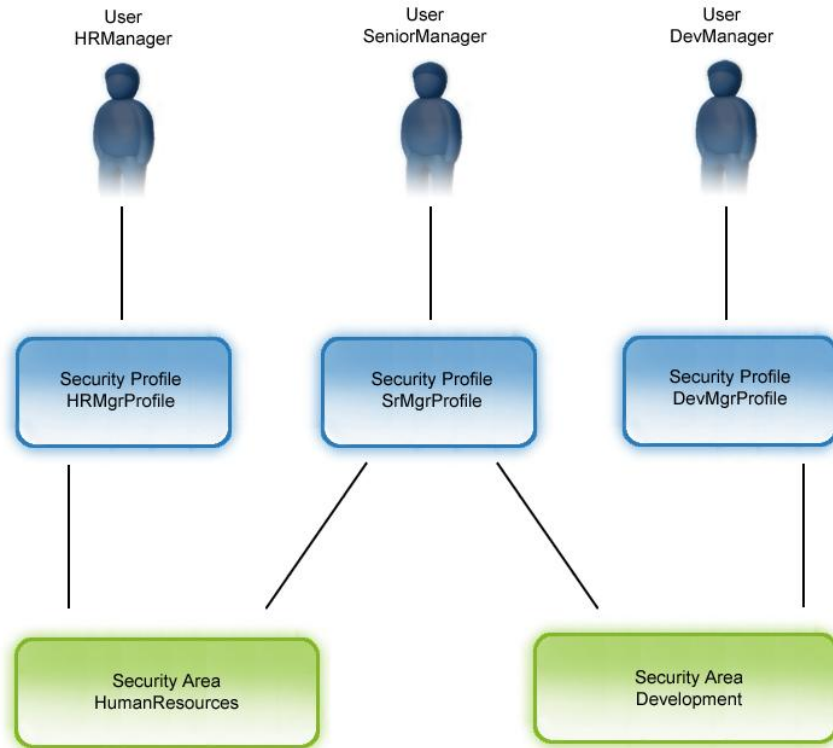 User
HRManager
User
SeniorManager
User
DevManager
Security Profile
HRMgrProfile
Security Profile
SrMgrProfile
Security Profile
DevMgrProfile
Security Area
HumanResources
Security Area
Development